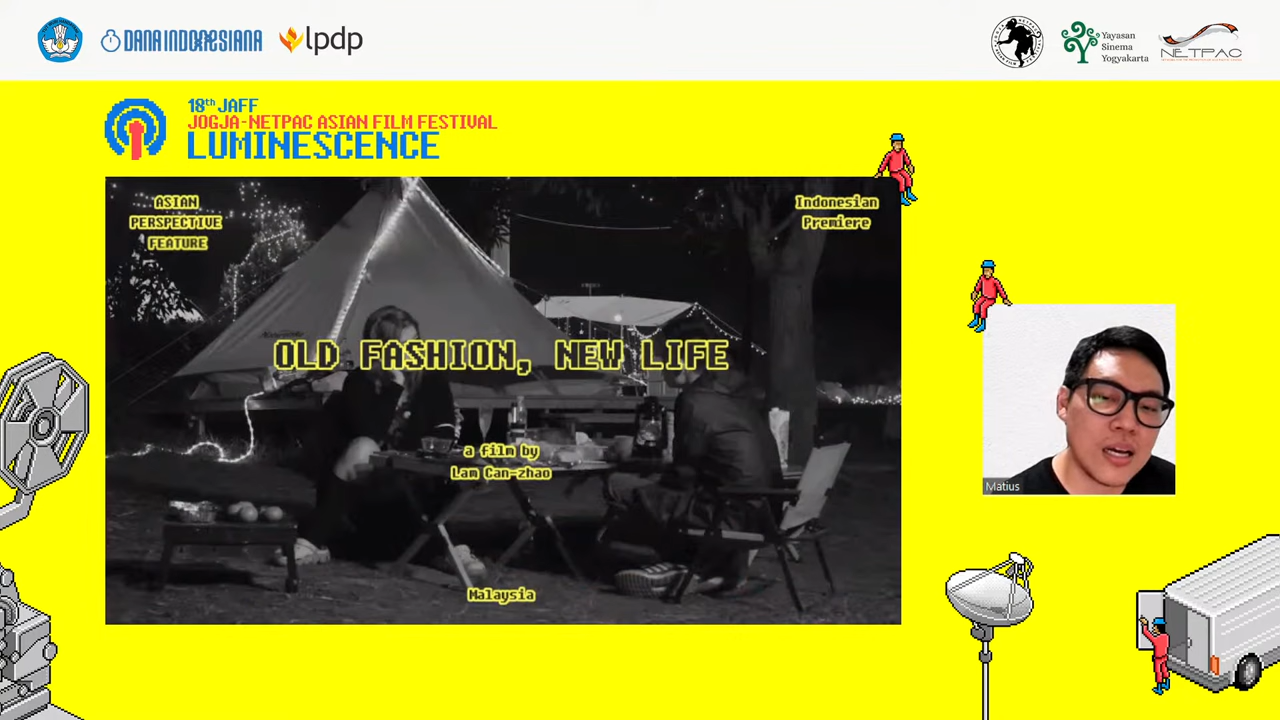 DANA INDONESIANA
lpdp
Yayasan
Sinema
Yogyakarta
NETPAC
18th JAFF
JOGJA-NETPAC ASIAN FILM FESTIVAL
LUMINESCENCE
ASIAN
PERSPECTIVE
FEATURE
Indonesian
Premiere
OLD FASHION, NEW LIFE
a film by
Lam Can-zhao
Malaysia
Matius